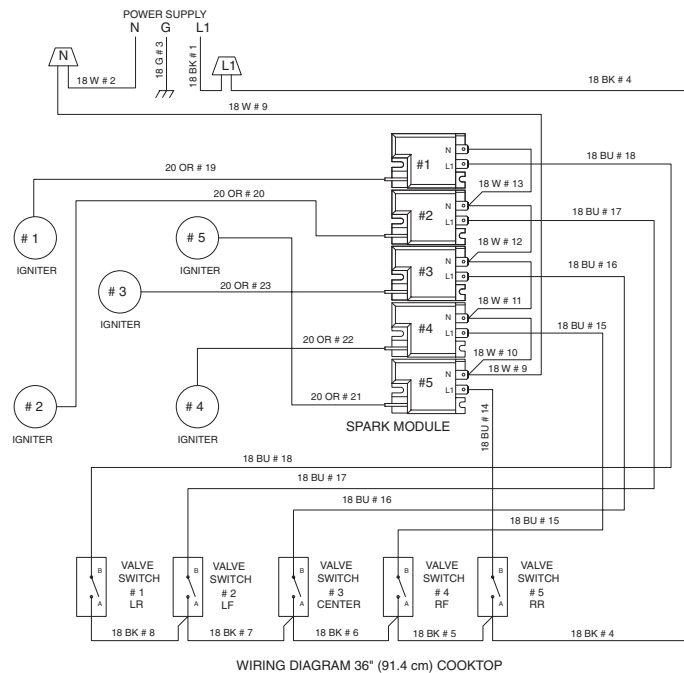 POWER SUPPLY
N G L1
N
18 W # 2
18 G # 3
18 BK # 1
L1
18 BK # 4
18 W # 9
20 OR # 19
#1
N
L1
18 BU # 18
18 W # 13
20 OR # 20
#2
N
L1
18 BU # 17
18 W # 12
# 1
IGNITER
# 5
IGNITER
#3
N
L1
18 BU # 16
20 OR # 23
# 3
IGNITER
18 W # 11
#4
N
L1
18 BU # 15
20 OR # 22
18 W # 10
18 W # 9
#5
N
L1
20 OR # 21
# 2
IGNITER
# 4
IGNITER
SPARK MODULE
18 BU # 14
18 BU # 18
18 BU # 17
18 BU # 16
18 BU # 15
B
A
VALVE
SWITCH
# 1
LR
B
A
VALVE
SWITCH
# 2
LF
B
A
VALVE
SWITCH
# 3
CENTER
B
A
VALVE
SWITCH
# 4
RF
B
A
VALVE
SWITCH
# 5
RR
18 BK # 8
18 BK # 7
18 BK # 6
18 BK # 5
18 BK # 4
WIRING DIAGRAM 36" (91.4 cm) COOKTOP